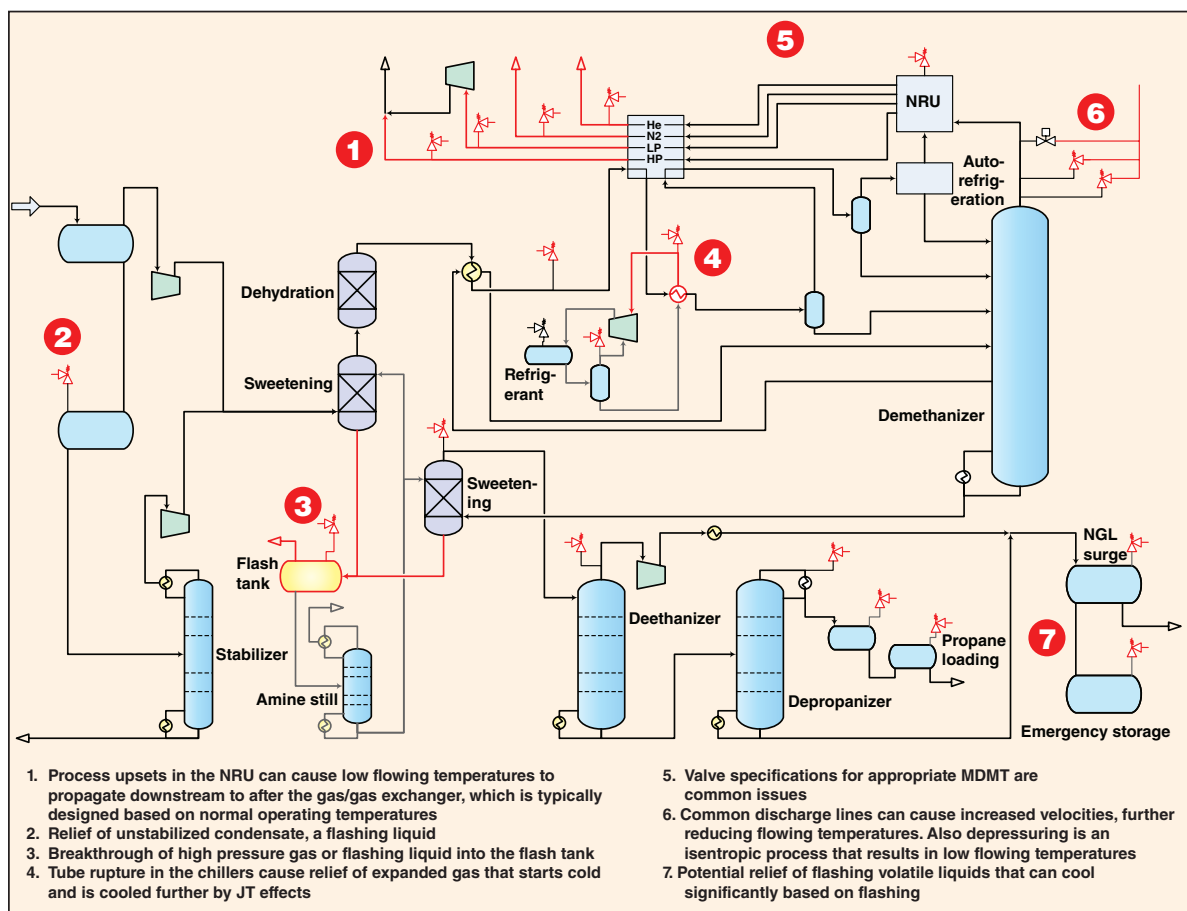 5
NRU
6
He
N2
LP
HP
1
Auto-
refrig-
eration
4
Dehydration
2
Refrig-
erant
Sweetening
Demethanizer
Sweeten-
ing
3
NGL
surge
Flash
tank
Deethanizer
7
Stabilizer
Propane
loading
Amine still
Depropanizer
Emergency storage
1. Process upsets in the NRU can cause low flowing temperatures to
propagate downstream to after the gas/gas exchanger, which is typically
designed based on normal operating temperatures
2. Relief of unstabilized condensate, a flashing liquid
3. Breakthrough of high pressure gas or flashing liquid into the flash tank
4. Tube rupture in the chillers cause relief of expanded gas that starts cold
and is cooled further by JT effects
5. Valve specifications for appropriate MDMT are
common issues
6. Common discharge lines can cause increased velocities, further
reducing flowing temperatures. Also depressuring is an
isentropic process that results in low flowing temperatures
7. Potential relief of flashing volatile liquids that can cool
significantly based on flashing